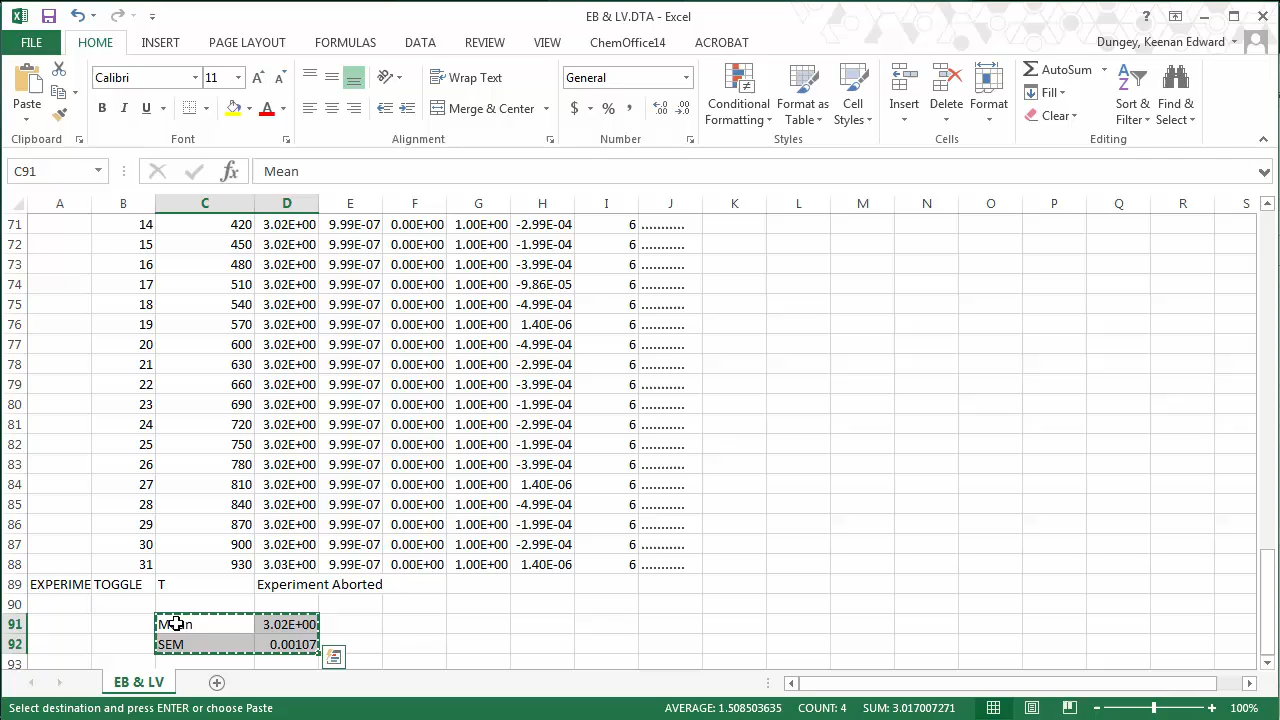 EB & LV.DTA - Excel
FILE HOME INSERT PAGE LAYOUT FORMULAS DATA REVIEW VIEW ChemOffice14 ACROBAT Dungey, Keenan Edward
Calibri 11 Wrap Text General AutoSum
Paste B I U A Merge & Center $ % , Conditional Formatting Format as Table Cell Styles Insert Delete Format Fill Clear Sort & Filter Find & Select
Clipboard Font Alignment Number Styles Cells Editing
C91 fx Mean
A B C D E F G H I J K L M N O P Q R S
71 14 420 3.02E+00 9.99E-07 0.00E+00 1.00E+00 -2.99E-04 6 ...........
72 15 450 3.02E+00 9.99E-07 0.00E+00 1.00E+00 -1.99E-04 6 ...........
73 16 480 3.02E+00 9.99E-07 0.00E+00 1.00E+00 -3.99E-04 6 ...........
74 17 510 3.02E+00 9.99E-07 0.00E+00 1.00E+00 -9.86E-05 6 ...........
75 18 540 3.02E+00 9.99E-07 0.00E+00 1.00E+00 -4.99E-04 6 ...........
76 19 570 3.02E+00 9.99E-07 0.00E+00 1.00E+00 1.40E-06 6 ...........
77 20 600 3.02E+00 9.99E-07 0.00E+00 1.00E+00 -4.99E-04 6 ...........
78 21 630 3.02E+00 9.99E-07 0.00E+00 1.00E+00 -2.99E-04 6 ...........
79 22 660 3.02E+00 9.99E-07 0.00E+00 1.00E+00 -3.99E-04 6 ...........
80 23 690 3.02E+00 9.99E-07 0.00E+00 1.00E+00 -1.99E-04 6 ...........
81 24 720 3.02E+00 9.99E-07 0.00E+00 1.00E+00 -2.99E-04 6 ...........
82 25 750 3.02E+00 9.99E-07 0.00E+00 1.00E+00 -1.99E-04 6 ...........
83 26 780 3.02E+00 9.99E-07 0.00E+00 1.00E+00 -3.99E-04 6 ...........
84 27 810 3.02E+00 9.99E-07 0.00E+00 1.00E+00 1.40E-06 6 ...........
85 28 840 3.02E+00 9.99E-07 0.00E+00 1.00E+00 -4.99E-04 6 ...........
86 29 870 3.02E+00 9.99E-07 0.00E+00 1.00E+00 -1.99E-04 6 ...........
87 30 900 3.02E+00 9.99E-07 0.00E+00 1.00E+00 -2.99E-04 6 ...........
88 31 930 3.03E+00 9.99E-07 0.00E+00 1.00E+00 1.40E-06 6 ...........
89 EXPERIME TOGGLE T Experiment Aborted
90
91 Mean 3.02E+00
92 SEM 0.00107
93
EB & LV
Select destination and press ENTER or choose Paste AVERAGE: 1.508503635 COUNT: 4 SUM: 3.017007271 100%